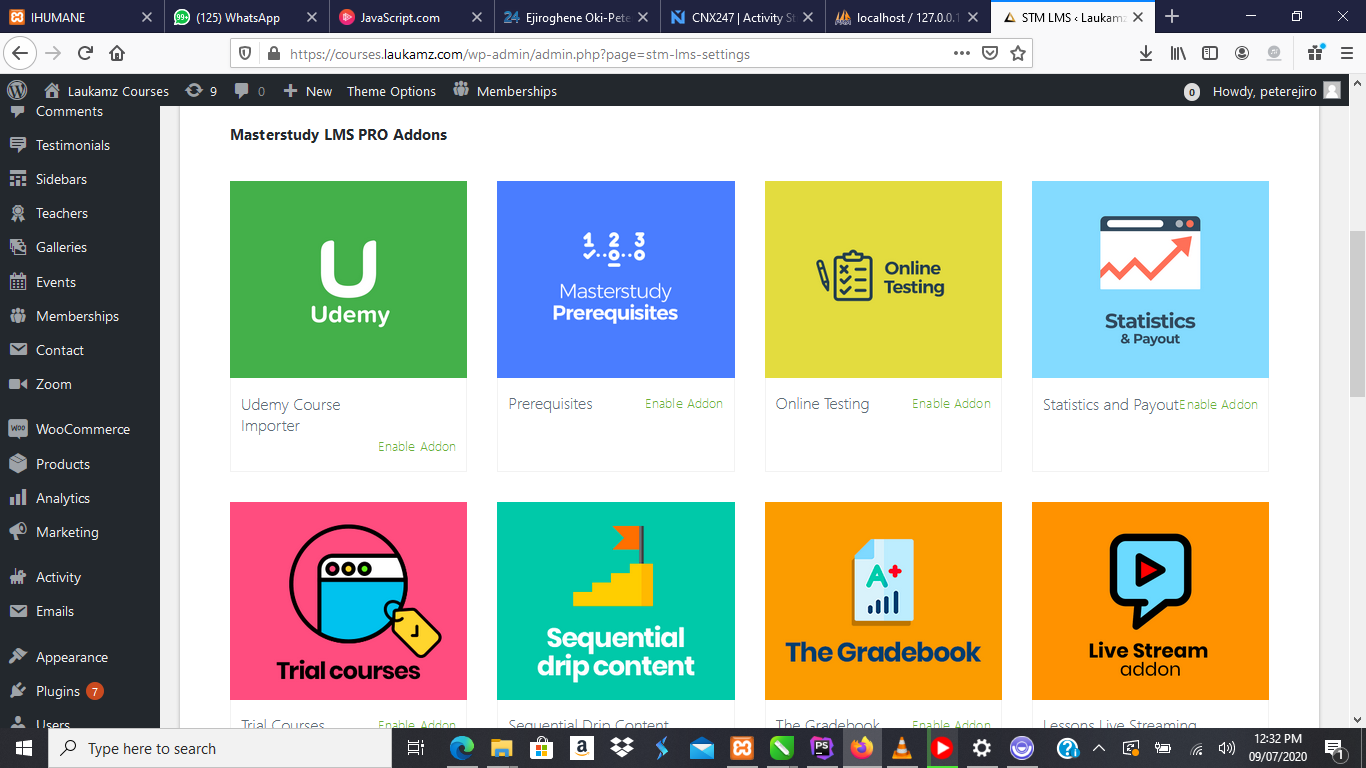 IHUMANE
(125) WhatsApp
JavaScript.com
Ejiroghene Oki-Pete
CNX247 | Activity St
localhost / 127.0.0.1
STM LMS ‹ Laukamz
https://courses.laukamz.com/wp-admin/admin.php?page=stm-lms-settings
Laukamz Courses
9
0
New
Theme Options
Memberships
0
Howdy, peterejiro
Comments
Testimonials
Sidebars
Teachers
Galleries
Events
Memberships
Contact
Zoom
WooCommerce
Products
Analytics
Marketing
Activity
Emails
Appearance
Plugins 7
Users
Masterstudy LMS PRO Addons
U
Udemy
1 2 3
Masterstudy
Prerequisites
Online
Testing
Statistics
& Payout
Udemy Course
Importer
Enable Addon
Prerequisites
Enable Addon
Online Testing
Enable Addon
Statistics and Payout
Enable Addon
Trial courses
Sequential
drip content
A+
The Gradebook
Live Stream
addon
Trial Courses
Enable Addon
Sequential Drip Content
The Gradebook
Enable Addon
Lessons Live Streaming
Type here to search
12:32 PM
09/07/2020
1